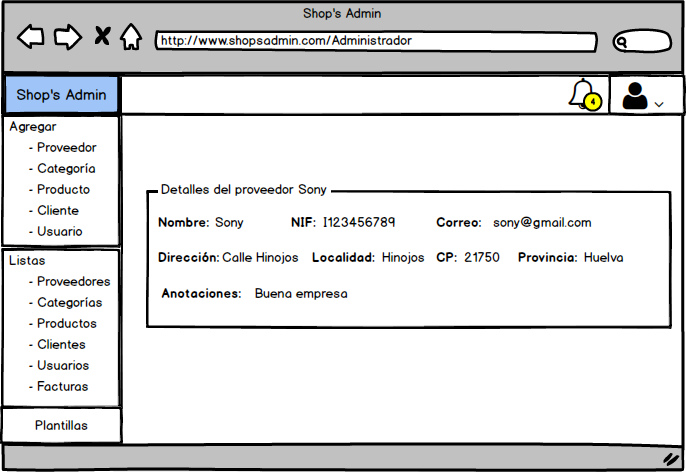 Shop's Admin
http://www.shopsadmin.com/Administrador
Shop's Admin
4
Agregar
- Proveedor
- Categoría
- Producto
- Cliente
- Usuario
Listas
- Proveedores
- Categorías
- Productos
- Clientes
- Usuarios
- Facturas
Plantillas
Detalles del proveedor Sony
Nombre: Sony NIF: I123456789 Correo: sony@gmail.com
Dirección: Calle Hinojos Localidad: Hinojos CP: 21750 Provincia: Huelva
Anotaciones: Buena empresa